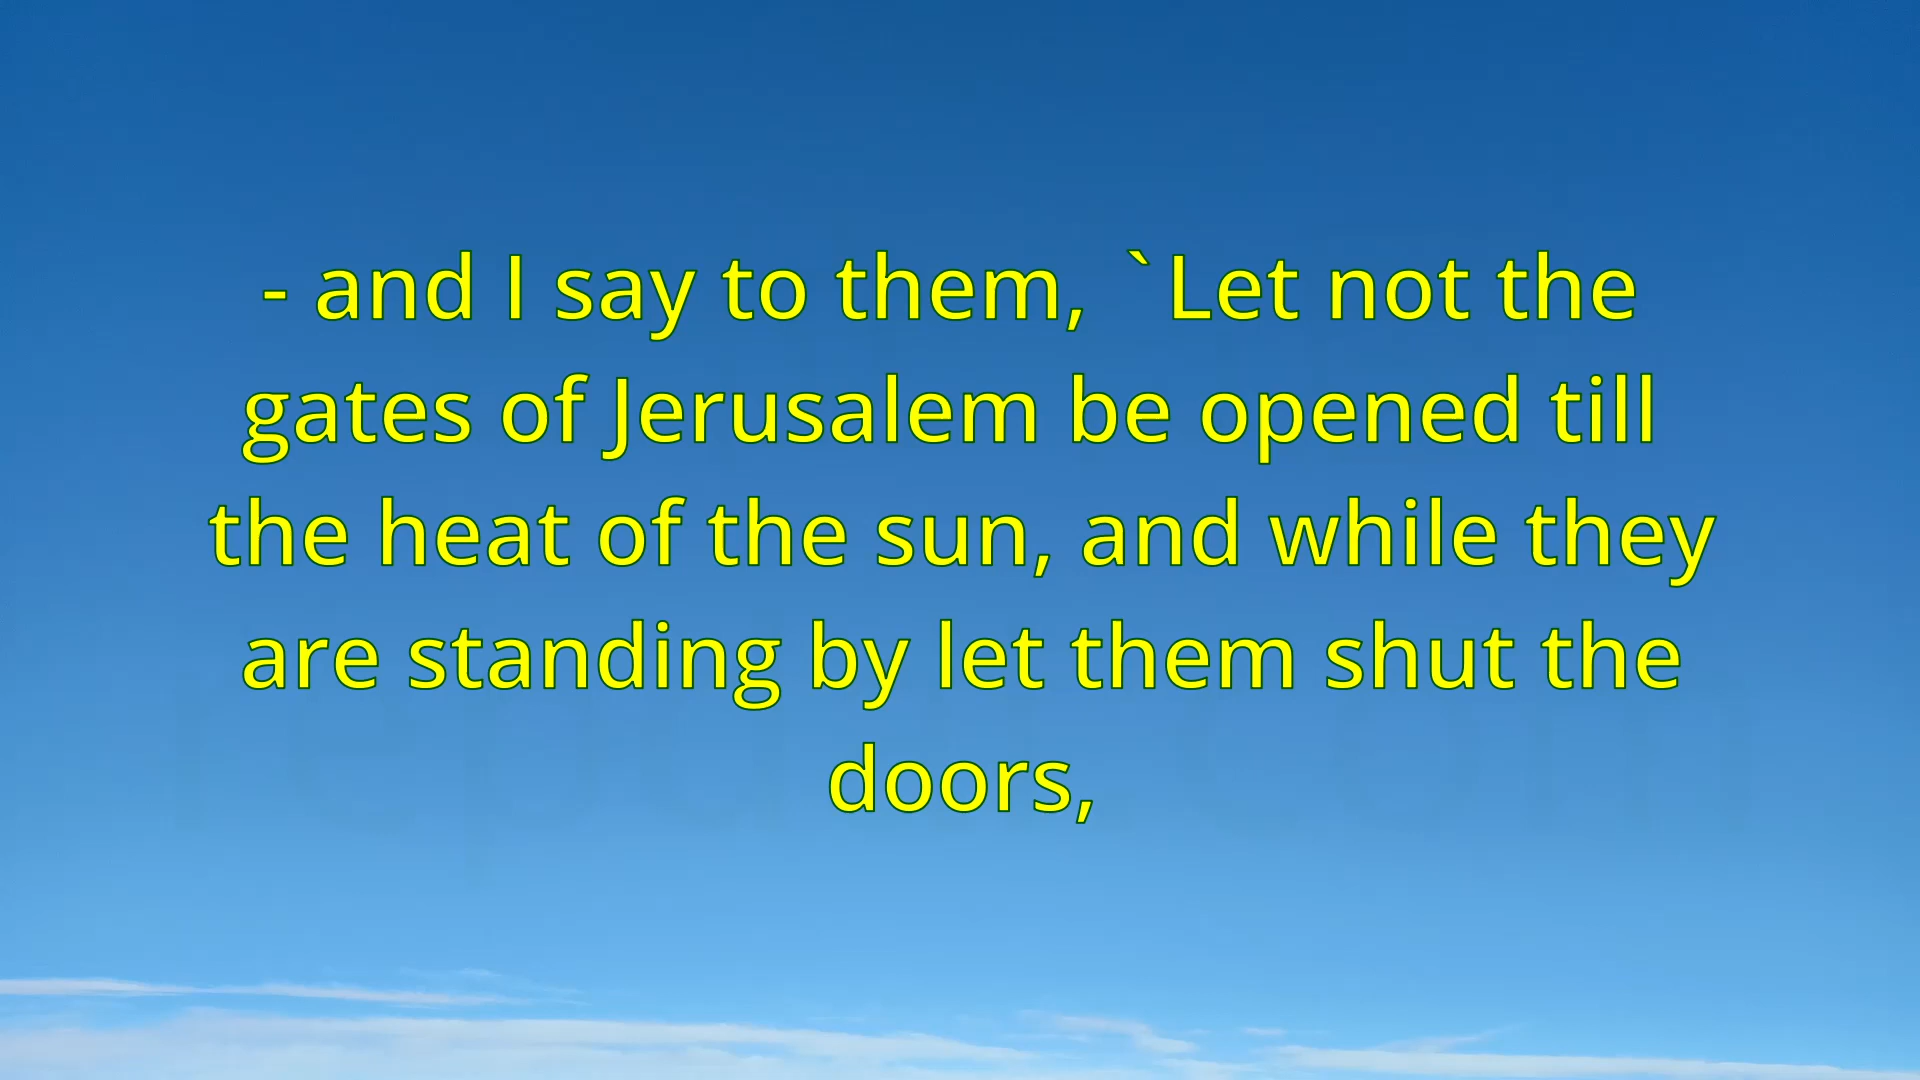 - and I say to them, `Let not the
gates of Jerusalem be opened till
the heat of the sun, and while they
are standing by let them shut the
doors,